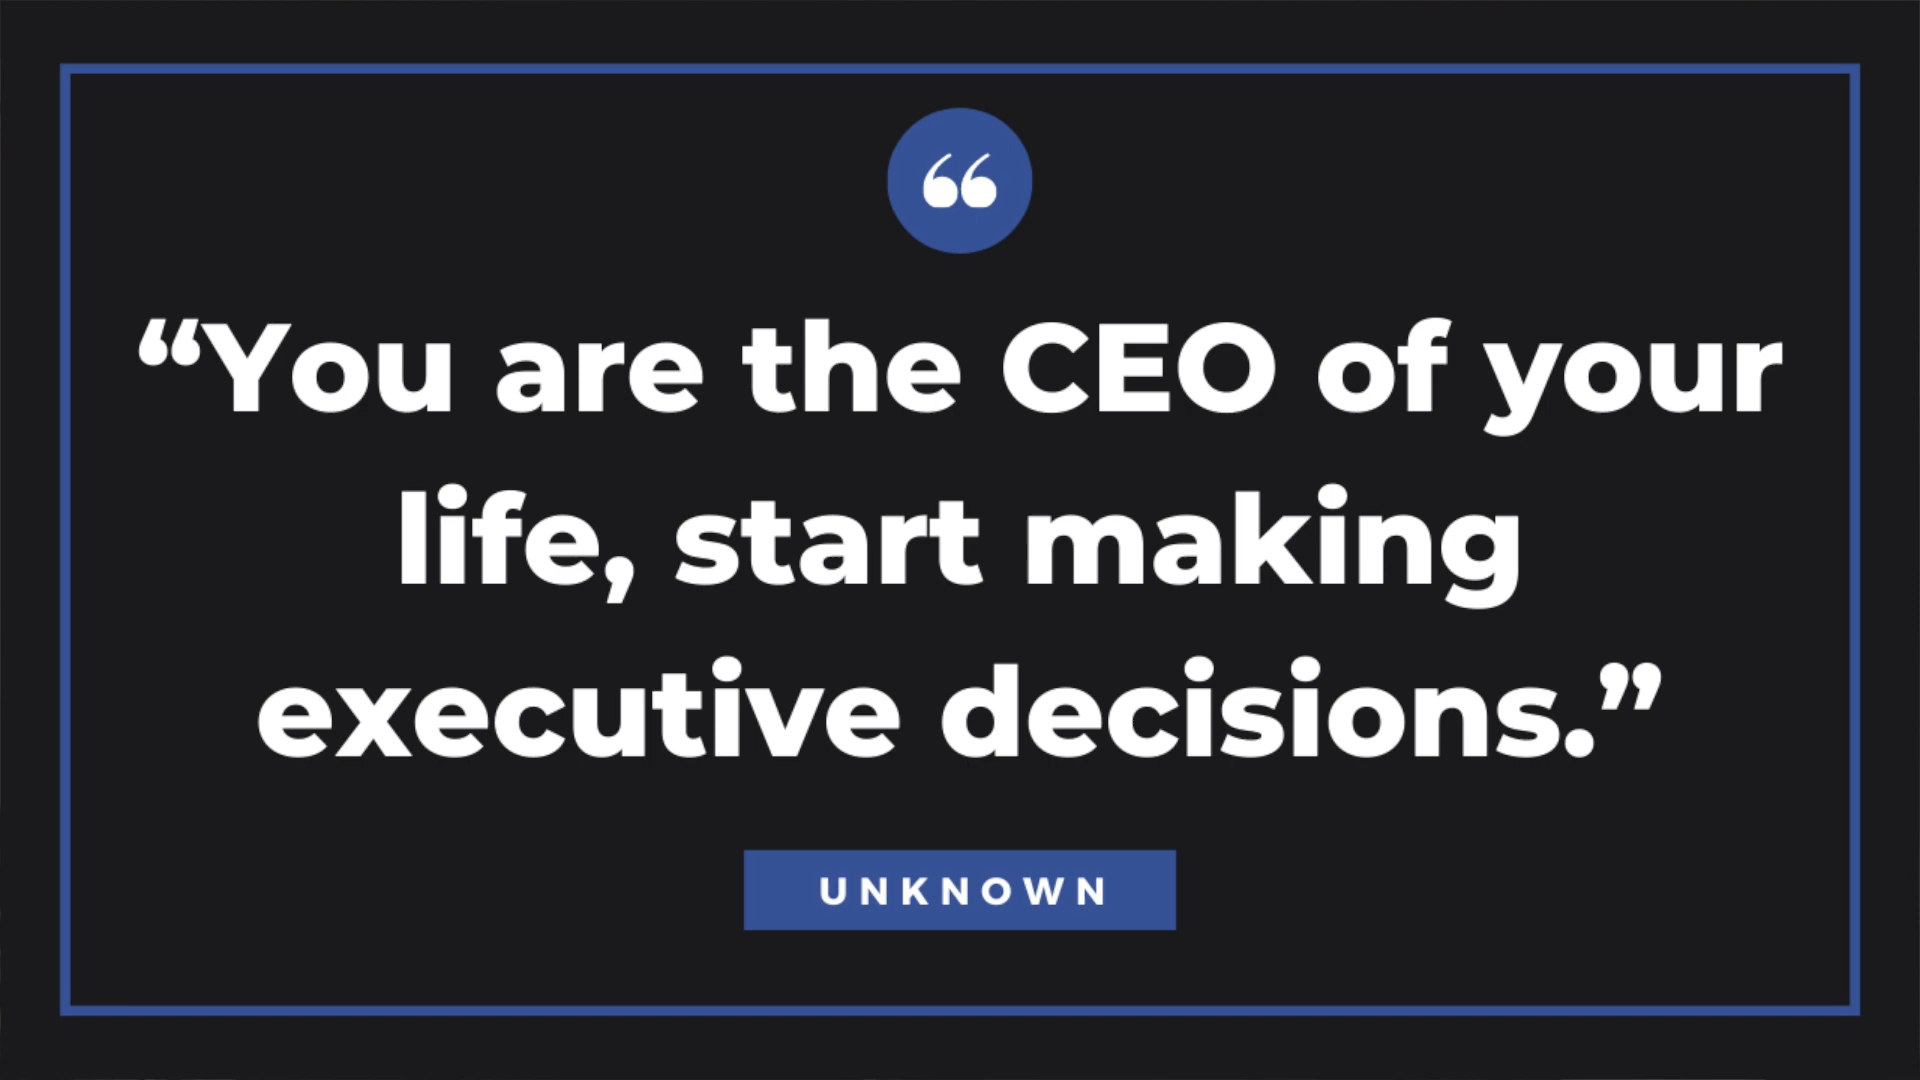 “You are the CEO of your
life, start making
executive decisions.”
UNKNOWN